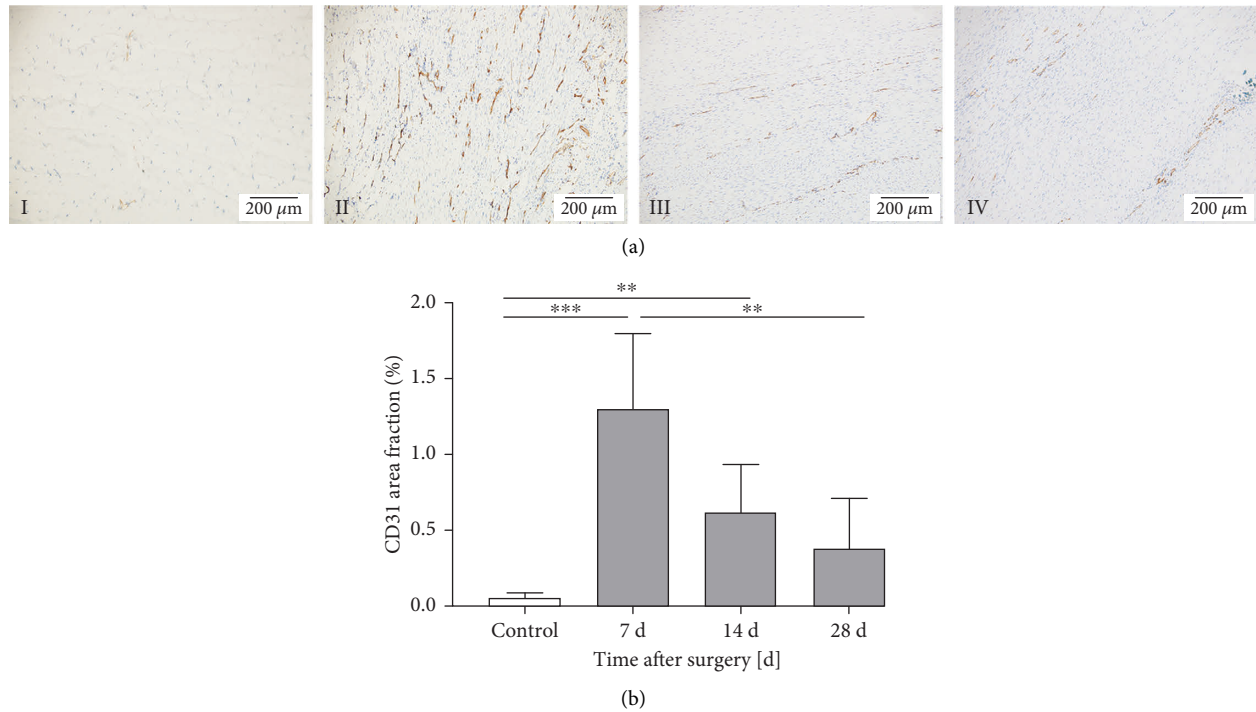 I
200 μm
II
200 μm
III
200 μm
IV
200 μm
(a)
CD31 area fraction (%)
2.0
1.5
1.0
0.5
0.0
**
***
**
Control
7 d
14 d
28 d
Time after surgery [d]
(b)